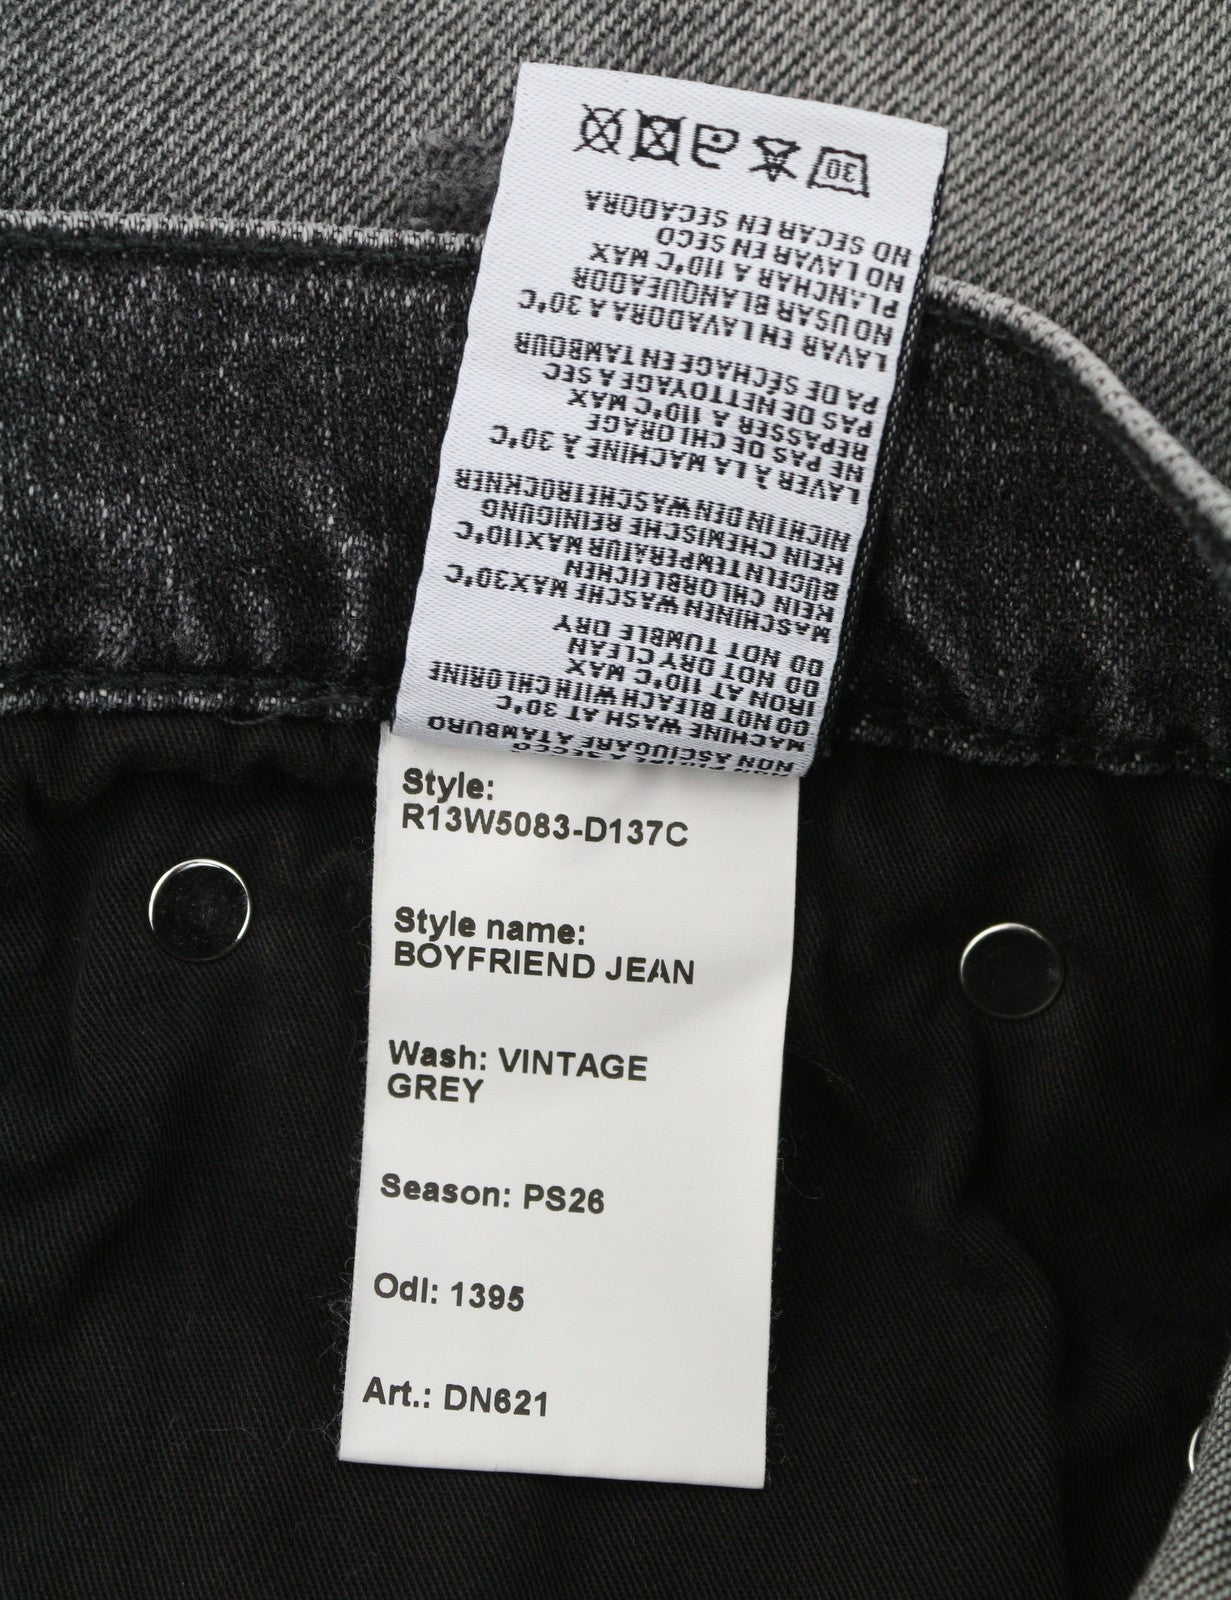 30
NON ASCIUGARE A TAMBURO
MACHINE WASH AT 30°C
DO NOT BLEACH WITH CHLORINE
IRON AT 110°C MAX
DO NOT DRY CLEAN
DO NOT TUMBLE DRY
MASCHINEN WASCHE MAX30°C
KEIN CHLORBLEICHEN
BÜGELNTEMPERATUR MAX110°C
KEIN CHEMISCHE REINIGUNG
NICHT IN DEN WASCHETROCKNER
LAVER À LA MACHINE À 30°C
NE PAS DE CHLORAGE
REPASSER A 110°C MAX
PAS DE NETTOYAGE A SEC
PA DE SÉCHAGE EN TAMBOUR
LAVAR EN LAVADORA A 30°C
NO USAR BLANQUEADOR
PLANCHAR A 110°C MAX
NO LAVAR EN SECO
NO SECAR EN SECADORA
Style:
R13W5083-D137C
Style name:
BOYFRIEND JEAN
Wash: VINTAGE
GREY
Season: PS26
Odl: 1395
Art.: DN621